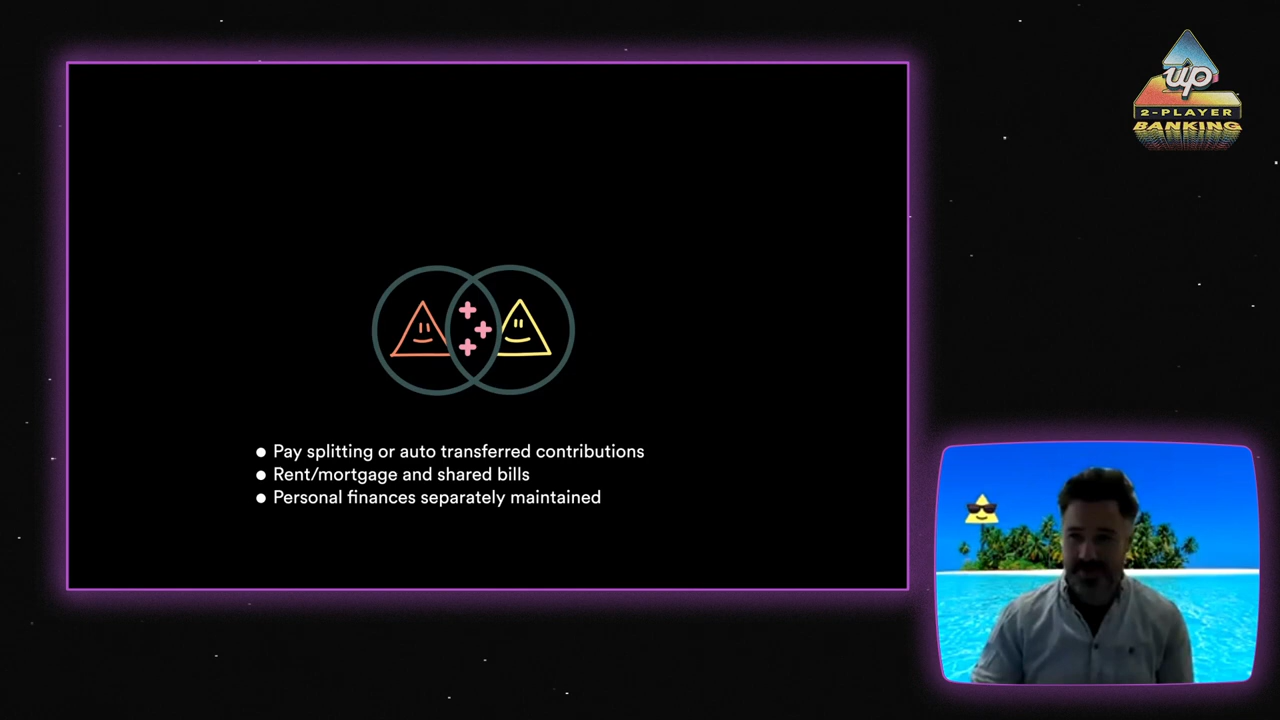 up
2-PLAYER
BANKING
● Pay splitting or auto transferred contributions
● Rent/mortgage and shared bills
● Personal finances separately maintained